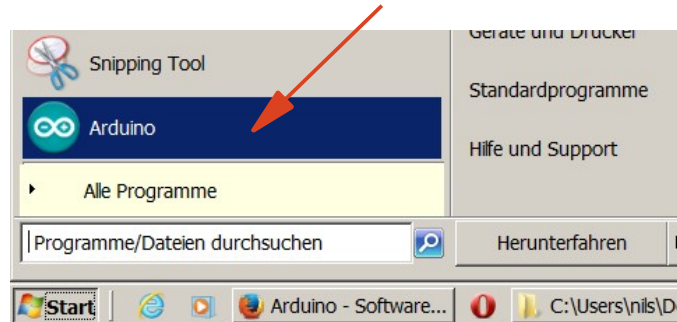 Geräte und Drucker
Snipping Tool
Standardprogramme
Arduino
Hilfe und Support
Alle Programme
Programme/Dateien durchsuchen
Herunterfahren
Start
Arduino - Software...
C:\Users\nils\D